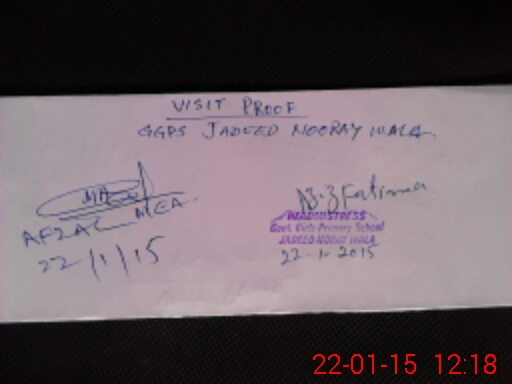 VISIT PROOF
GGPS JADEED NOORAY WALA
AFZAL MEA
22/1/15
Fatima
HEADMISTRESS
Govt. Girls Primary School
JADEED NOORAY WALA
22-1-2015
22-01-15 12:18